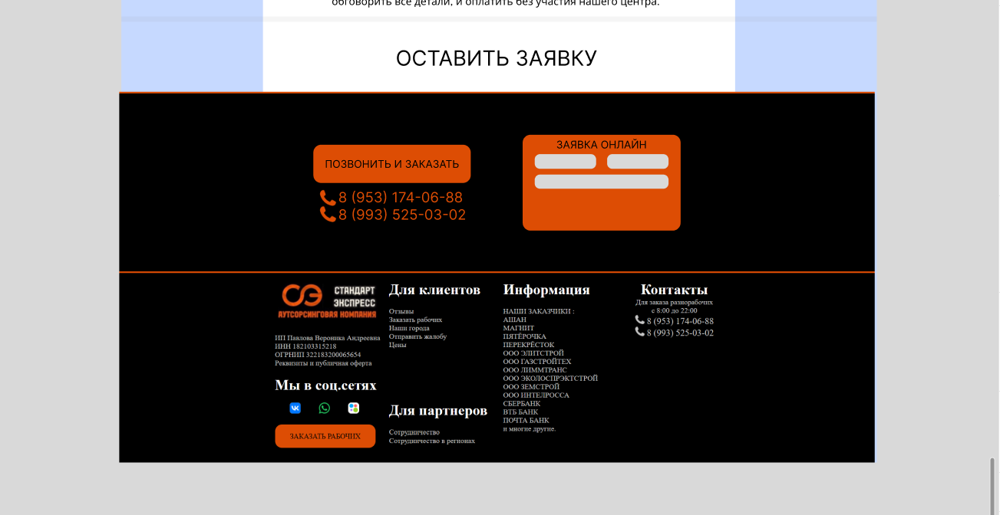 обговорить все детали, и оплатить без участия нашего центра.
ОСТАВИТЬ ЗАЯВКУ
ПОЗВОНИТЬ И ЗАКАЗАТЬ
8 (953) 174-06-88
8 (993) 525-03-02
ЗАЯВКА ОНЛАЙН
СЭ
СТАНДАРТ
ЭКСПРЕСС
АУТСОРСИНГОВАЯ КОМПАНИЯ
ИП Павлова Вероника Андреевна
ИНН 182103315218
ОГРНИП 322183200065654
Реквизиты и публичная оферта
Мы в соц.сетях
ЗАКАЗАТЬ РАБОЧИХ
Для клиентов
Отзывы
Заказать рабочих
Наши города
Отправить жалобу
Цены
Для партнеров
Сотрудничество
Сотрудничество в регионах
Информация
НАШИ ЗАКАЗЧИКИ :
АШАН
МАГНИТ
ПЯТЁРОЧКА
ПЕРЕКРЁСТОК
ООО ЭЛИТСТРОЙ
ООО ГАЗСТРОЙТЕХ
ООО ЛИММТРАНС
ООО ЭКОЛОСПРЭКТСТРОЙ
ООО ЗЕМСТРОЙ
ООО ИНТЕЛРОССА
СБЕРБАНК
ВТБ БАНК
ПОЧТА БАНК
и многие другие.
Контакты
Для заказа разнорабочих
с 8:00 до 22:00
8 (953) 174-06-88
8 (993) 525-03-02